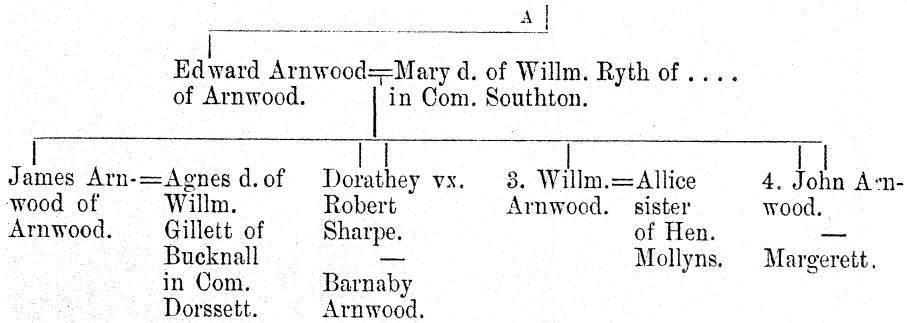 A
Edward Arnwood=Mary d. of Willm. Ryth of ....
of Arnwood. in Com. Southton.
James Arn-=Agnes d. of Dorathey vx. 3. Willm.=Allice 4. John Arn-
wood of Willm. Robert Arnwood. sister wood.
Arnwood. Gillett of Sharpe. of Hen. —
Bucknall — Mollyns. Margerett.
in Com. Barnaby
Dorssett. Arnwood.